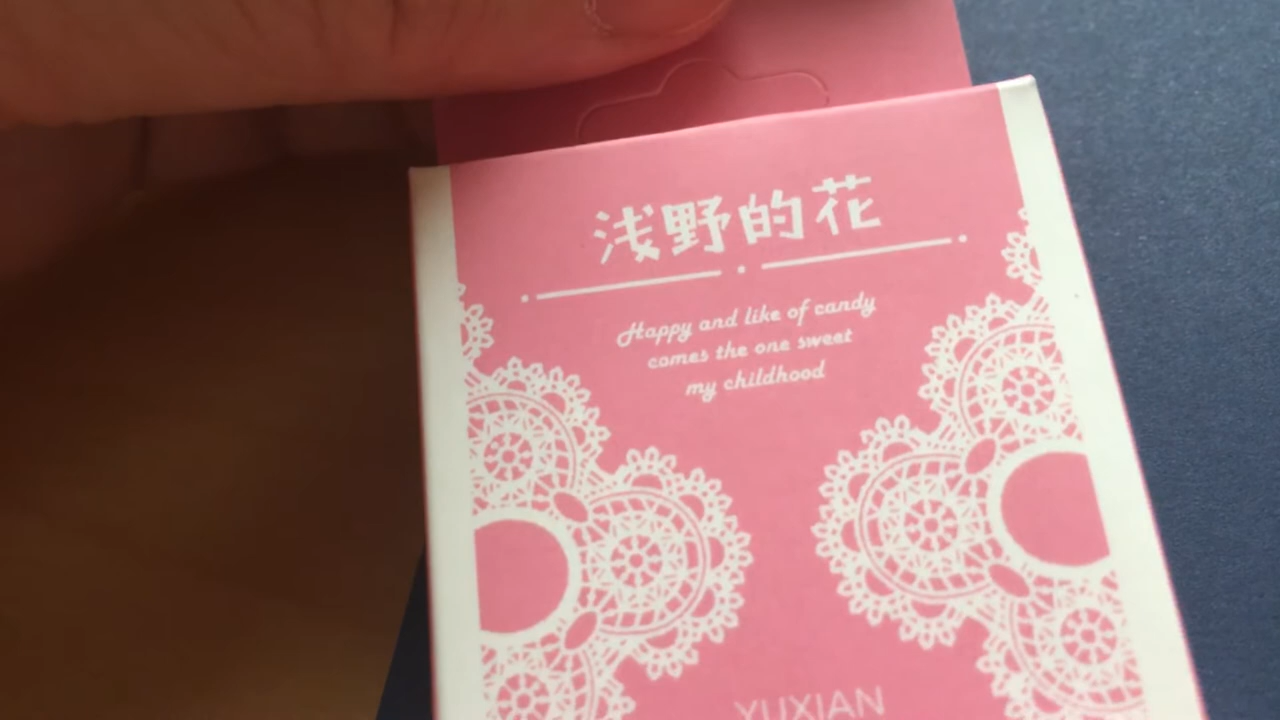 浅野的花
Happy and like of candy
comes the one sweet
my childhood
YUXIAN